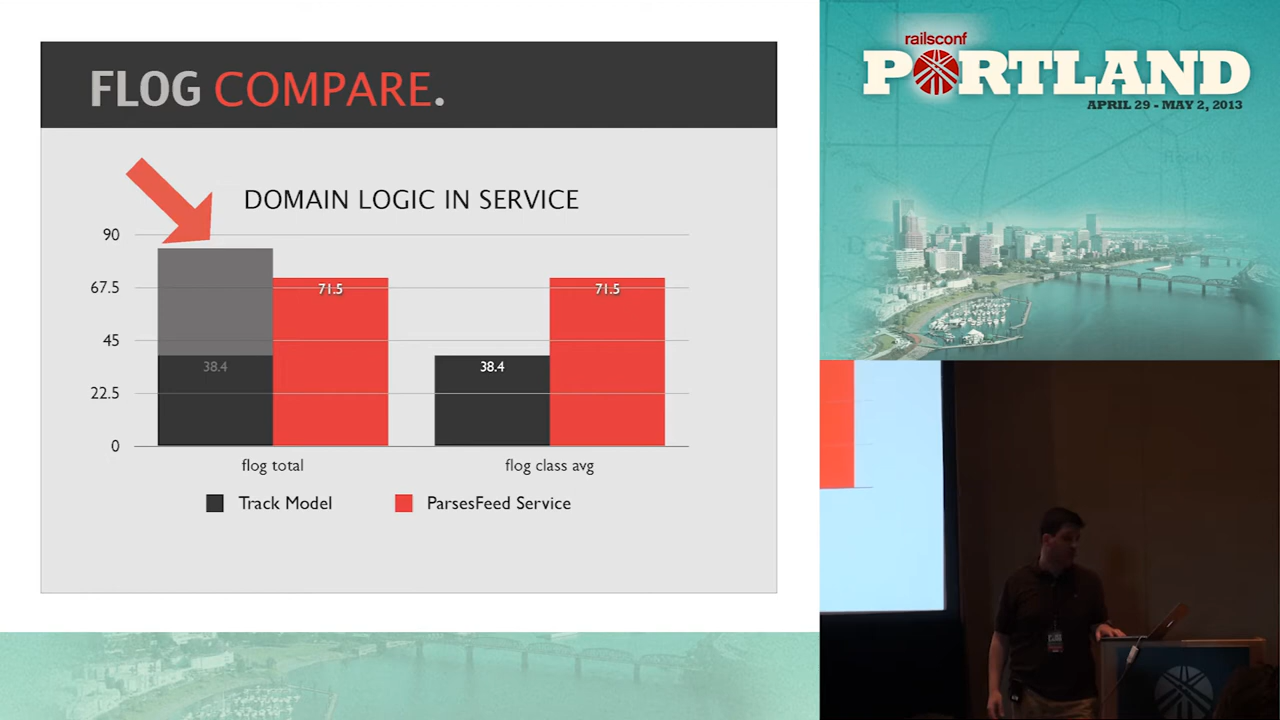 FLOG COMPARE.
DOMAIN LOGIC IN SERVICE
90
67.5
45
22.5
0
38.4
71.5
38.4
71.5
flog total
flog class avg
Track Model
ParsesFeed Service
railsconf
PORTLAND
APRIL 29 - MAY 2, 2013